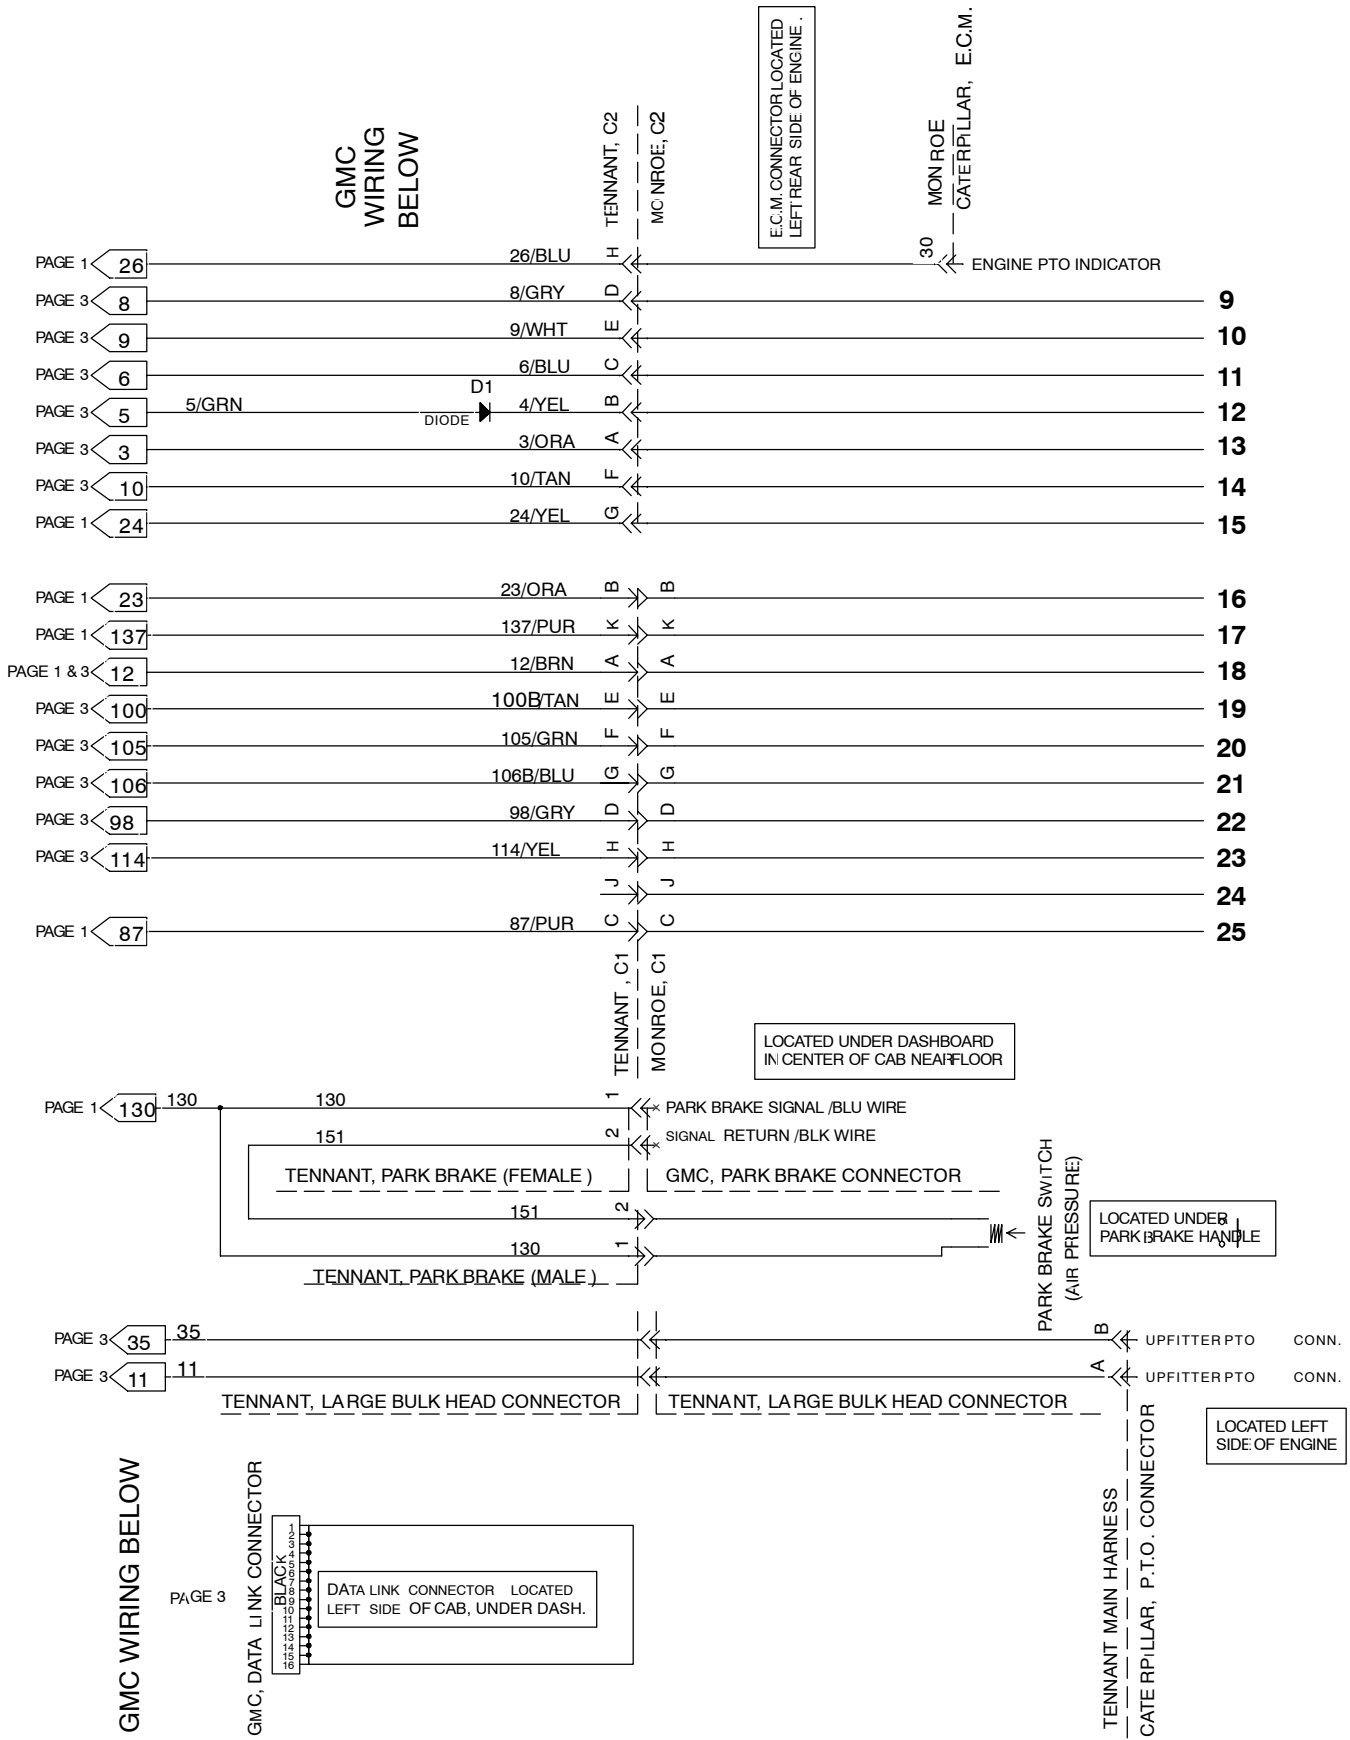 GMC
WIRING
BELOW
TENNANT, C2
MONROE, C2
E.C.M. CONNECTOR LOCATED
LEFT REAR SIDE OF ENGINE .
MONROE
CATERPILLAR, E.C.M.
PAGE 1 26 26/BLU H 30 ENGINE PTO INDICATOR
PAGE 3 8 8/GRY D 9
PAGE 3 9 9/WHT E 10
PAGE 3 6 6/BLU C 11
D1
PAGE 3 5 5/GRN DIODE 4/YEL B 12
PAGE 3 3 3/ORA A 13
PAGE 3 10 10/TAN F 14
PAGE 1 24 24/YEL G 15
PAGE 1 23 23/ORA B B 16
PAGE 1 137 137/PUR K K 17
PAGE 1 & 3 12 12/BRN A A 18
PAGE 3 100 100B/TAN E E 19
PAGE 3 105 105/GRN F F 20
PAGE 3 106 106B/BLU G G 21
PAGE 3 98 98/GRY D D 22
PAGE 3 114 114/YEL H H 23
J J 24
PAGE 1 87 87/PUR C C 25
TENNANT , C1
MONROE, C1
LOCATED UNDER DASHBOARD
IN CENTER OF CAB NEAR FLOOR
PAGE 1 130 130 130 1 PARK BRAKE SIGNAL /BLU WIRE
151 2 SIGNAL RETURN /BLK WIRE
TENNANT, PARK BRAKE (FEMALE ) GMC, PARK BRAKE CONNECTOR
151 2
130 1
TENNANT, PARK BRAKE (MALE )
PARK BRAKE SWITCH
(AIR PRESSURE)
LOCATED UNDER
PARK BRAKE HANDLE
PAGE 3 35 35 B UPFITTER PTO CONN.
PAGE 3 11 11 A UPFITTER PTO CONN.
TENNANT, LARGE BULK HEAD CONNECTOR TENNANT, LARGE BULK HEAD CONNECTOR
LOCATED LEFT
SIDE OF ENGINE
TENNANT MAIN HARNESS
CATERPILLAR, P.T.O. CONNECTOR
GMC WIRING BELOW
PAGE 3
GMC, DATA LINK CONNECTOR
BLACK
1
2
3
4
5
6
7
8
9
10
11
12
13
14
15
16
DATA LINK CONNECTOR LOCATED
LEFT SIDE OF CAB, UNDER DASH.